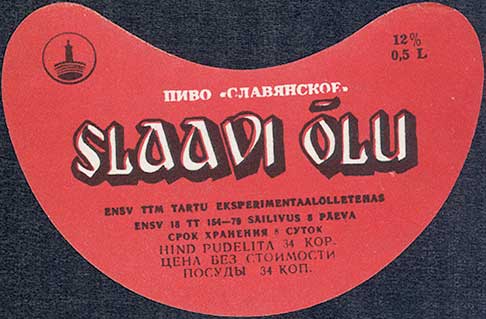 12%
0,5 L
ПИВО «СЛАВЯНСКОЕ»
SLAAVI ÕLU
ENSV TTM TARTU EKSPERIMENTAALÕLLETEHAS
ENSV 18 TT 154—79 SÄILIVUS 8 PÄEVA
СРОК ХРАНЕНИЯ 8 СУТОК
HIND PUDELITA 34 KOP.
ЦЕНА БЕЗ СТОИМОСТИ
ПОСУДЫ 34 КОП.